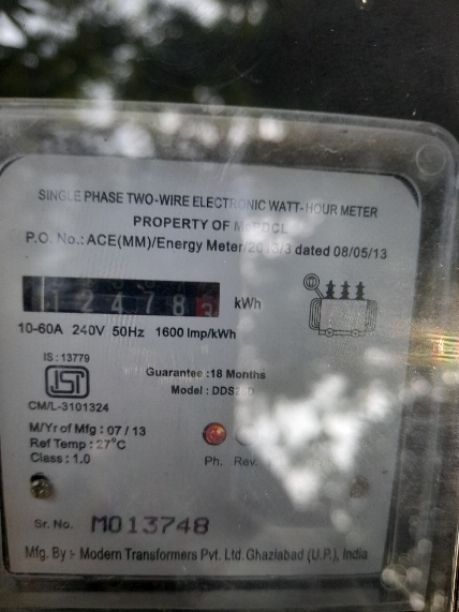 SINGLE PHASE TWO-WIRE ELECTRONIC WATT-HOUR METER
PROPERTY OF MePDCL
P.O. No.: ACE(MM)/Energy Meter/2013/3 dated 08/05/13
124783 kWh
10-60A 240V 50Hz 1600 Imp/kWh
IS : 13779
ISI
CM/L-3101324
Guarantee : 18 Months
Model :
M/Yr of Mfg : 07 / 13
Ref Temp : 27°C
Class : 1.0
Ph. Rev.
Sr. No. M013748
Mfg. By :- Modern Transformers Pvt. Ltd. Ghaziabad (U.P.), India